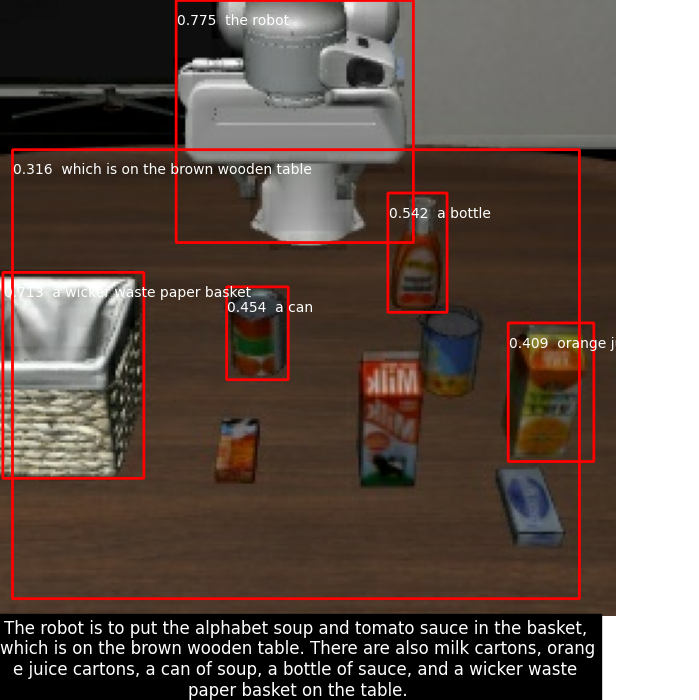 0.775 the robot
0.316 which is on the brown wooden table
0.542 a bottle
0.713 a wicker waste paper basket
0.454 a can
0.409 orange j
Milk
Milk
The robot is to put the alphabet soup and tomato sauce in the basket,
which is on the brown wooden table. There are also milk cartons, orang
e juice cartons, a can of soup, a bottle of sauce, and a wicker waste
paper basket on the table.